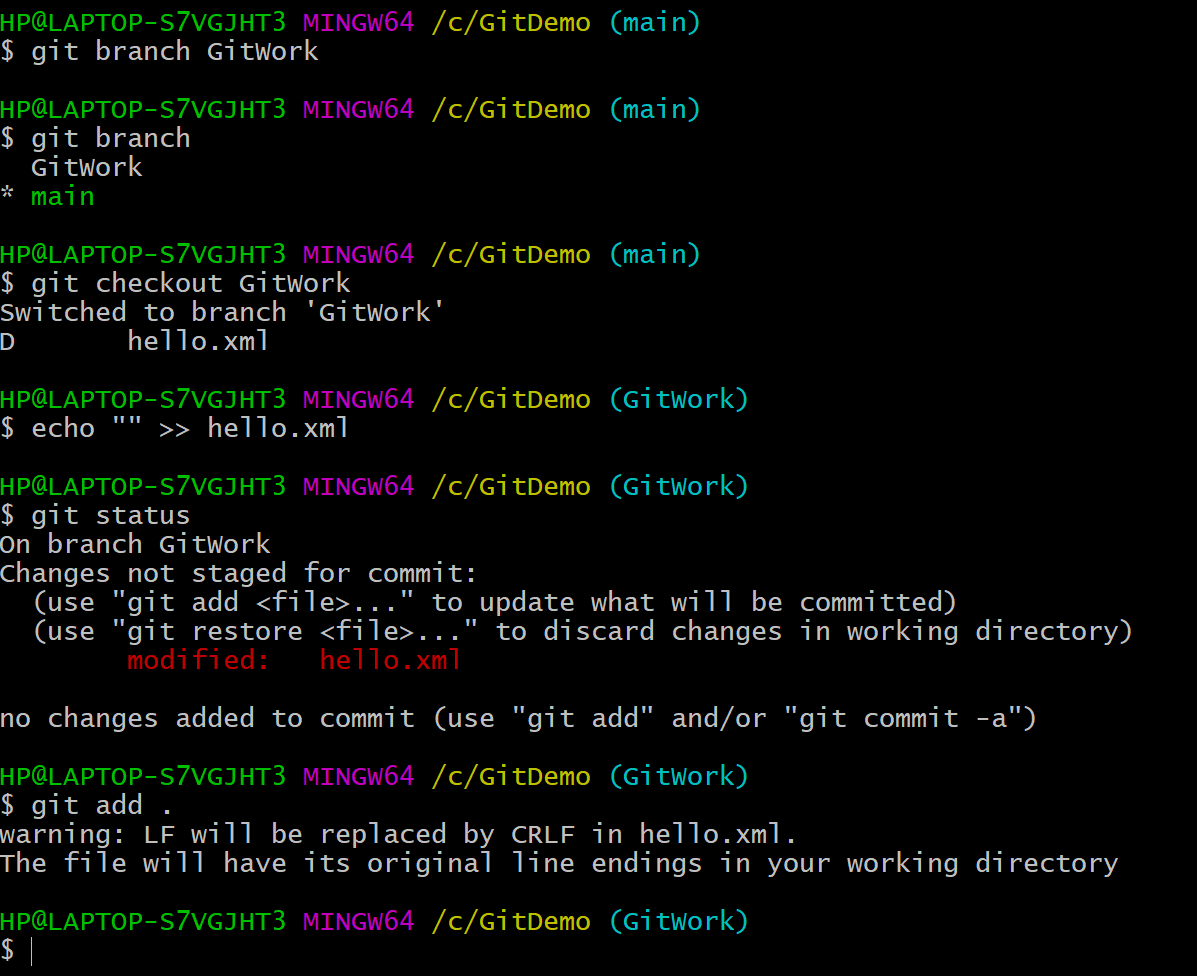 HP@LAPTOP-S7VGJHT3 MINGW64 /c/GitDemo (main)
$ git branch GitWork
HP@LAPTOP-S7VGJHT3 MINGW64 /c/GitDemo (main)
$ git branch
  GitWork
* main
HP@LAPTOP-S7VGJHT3 MINGW64 /c/GitDemo (main)
$ git checkout GitWork
Switched to branch 'GitWork'
D       hello.xml
HP@LAPTOP-S7VGJHT3 MINGW64 /c/GitDemo (GitWork)
$ echo "" >> hello.xml
HP@LAPTOP-S7VGJHT3 MINGW64 /c/GitDemo (GitWork)
$ git status
On branch GitWork
Changes not staged for commit:
  (use "git add <file>..." to update what will be committed)
  (use "git restore <file>..." to discard changes in working directory)
        modified:   hello.xml
no changes added to commit (use "git add" and/or "git commit -a")
HP@LAPTOP-S7VGJHT3 MINGW64 /c/GitDemo (GitWork)
$ git add .
warning: LF will be replaced by CRLF in hello.xml.
The file will have its original line endings in your working directory
HP@LAPTOP-S7VGJHT3 MINGW64 /c/GitDemo (GitWork)
$